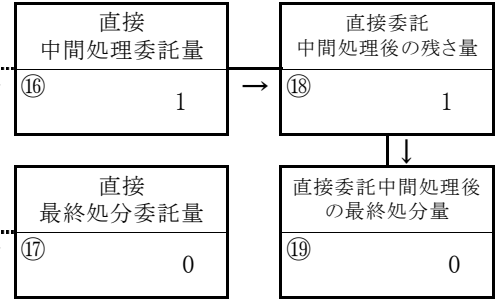 直接
中間処理委託量
⑯
1
→
直接委託
中間処理後の残さ量
⑱
1
↓
直接
最終処分委託量
⑰
0
直接委託中間処理後
の最終処分量
⑲
0